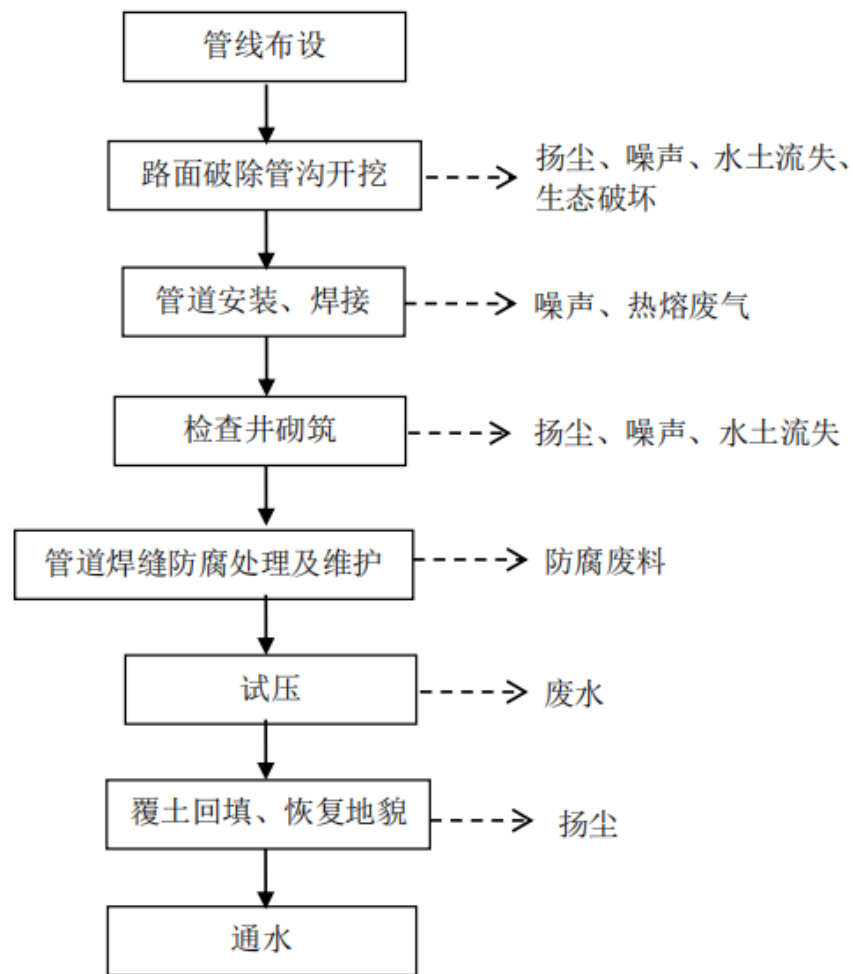 管线布设
路面破除管沟开挖
扬尘、噪声、水土流失、
生态破坏
管道安装、焊接
噪声、热熔废气
检查井砌筑
扬尘、噪声、水土流失
管道焊缝防腐处理及维护
防腐废料
试压
废水
覆土回填、恢复地貌
扬尘
通水